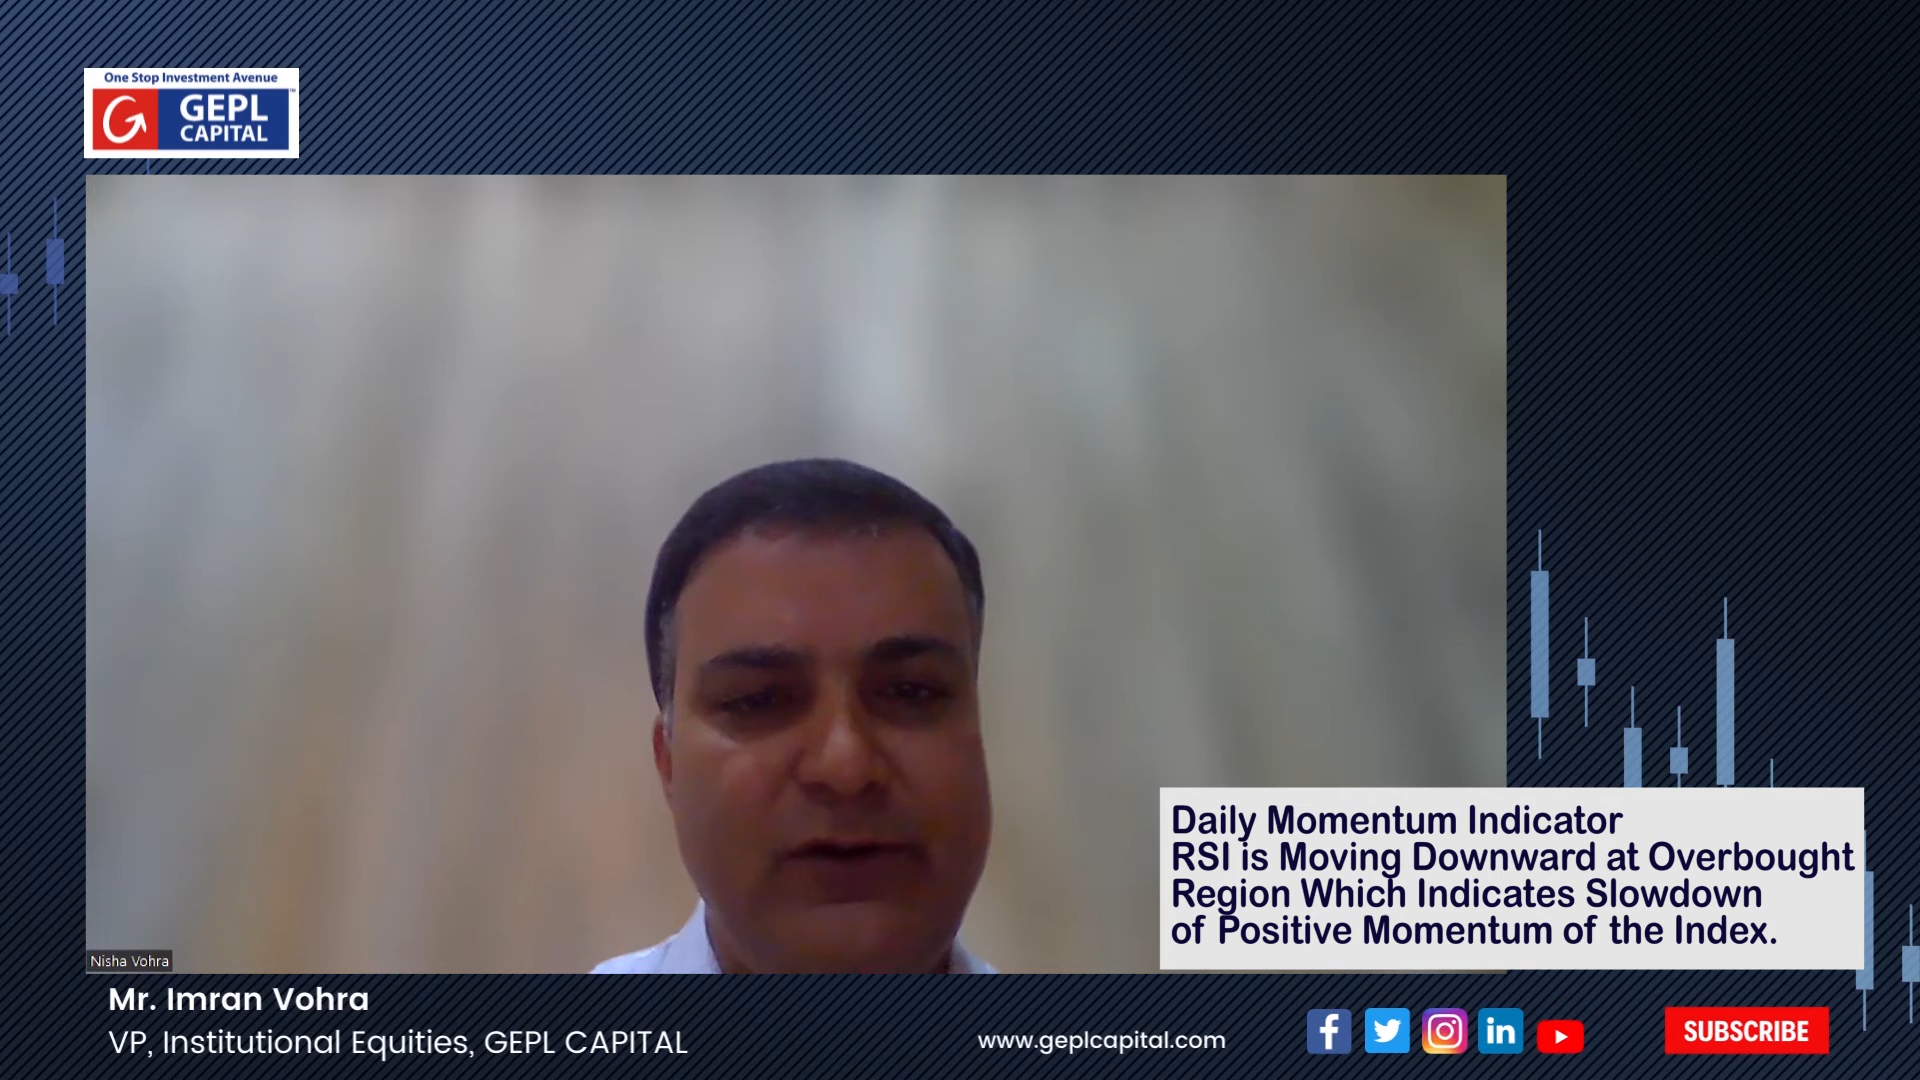 One Stop Investment Avenue
GEPL
CAPITAL
Daily Momentum Indicator
RSI is Moving Downward at Overbought
Region Which Indicates Slowdown
of Positive Momentum of the Index.
Nisha Vohra
Mr. Imran Vohra
VP, Institutional Equities, GEPL CAPITAL
www.geplcapital.com
SUBSCRIBE